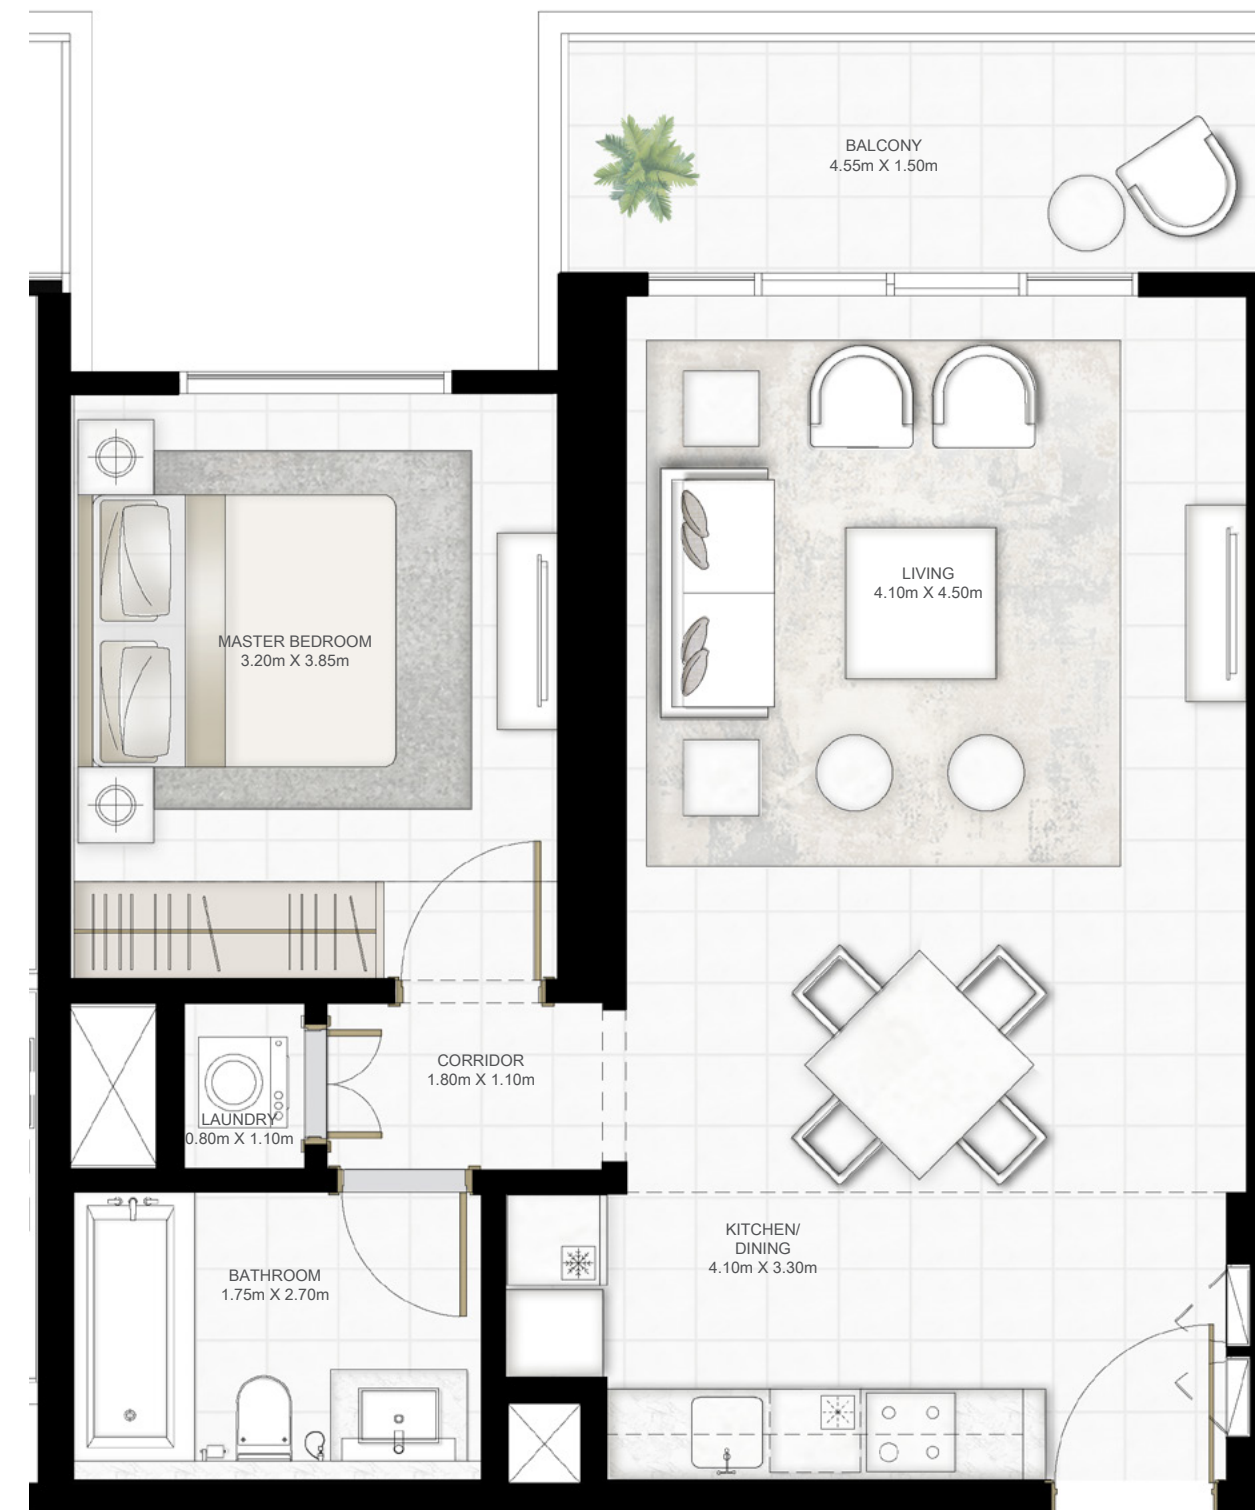 BALCONY
4.55m X 1.50m
LIVING
4.10m X 4.50m
MASTER BEDROOM
3.20m X 3.85m
CORRIDOR
1.80m X 1.10m
LAUNDRY
0.80m X 1.10m
KITCHEN/
DINING
4.10m X 3.30m
BATHROOM
1.75m X 2.70m